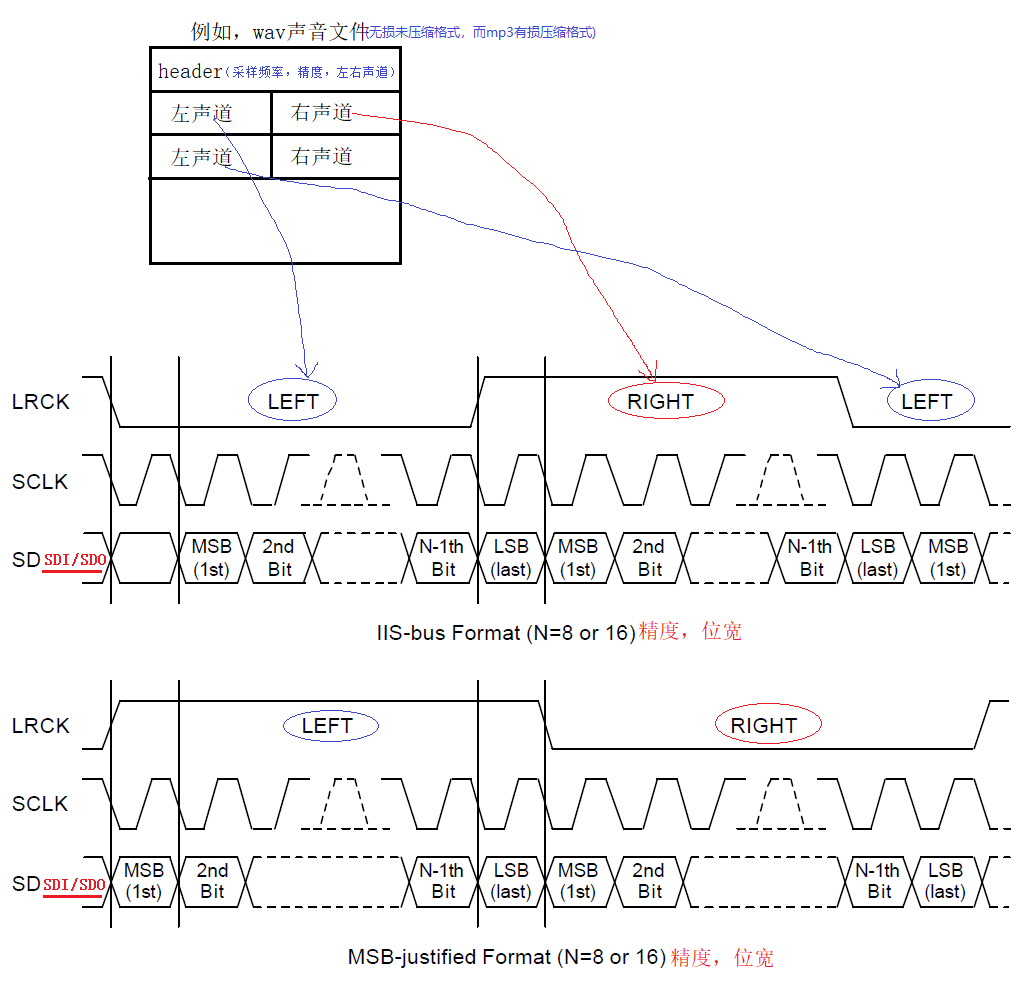 例如，wav声音文件无损未压缩格式，而mp3有损压缩格式)
header(采样频率，精度，左右声道)
左声道 右声道
左声道 右声道
LRCK LEFT RIGHT LEFT
SCLK
SD SDI/SDO MSB (1st) 2nd Bit N-1th Bit LSB (last) MSB (1st) 2nd Bit N-1th Bit LSB (last) MSB (1st)
IIS-bus Format (N=8 or 16)精度，位宽
LRCK LEFT RIGHT
SCLK
SD SDI/SDO MSB (1st) 2nd Bit N-1th Bit LSB (last) MSB (1st) 2nd Bit N-1th Bit LSB (last)
MSB-justified Format (N=8 or 16)精度，位宽